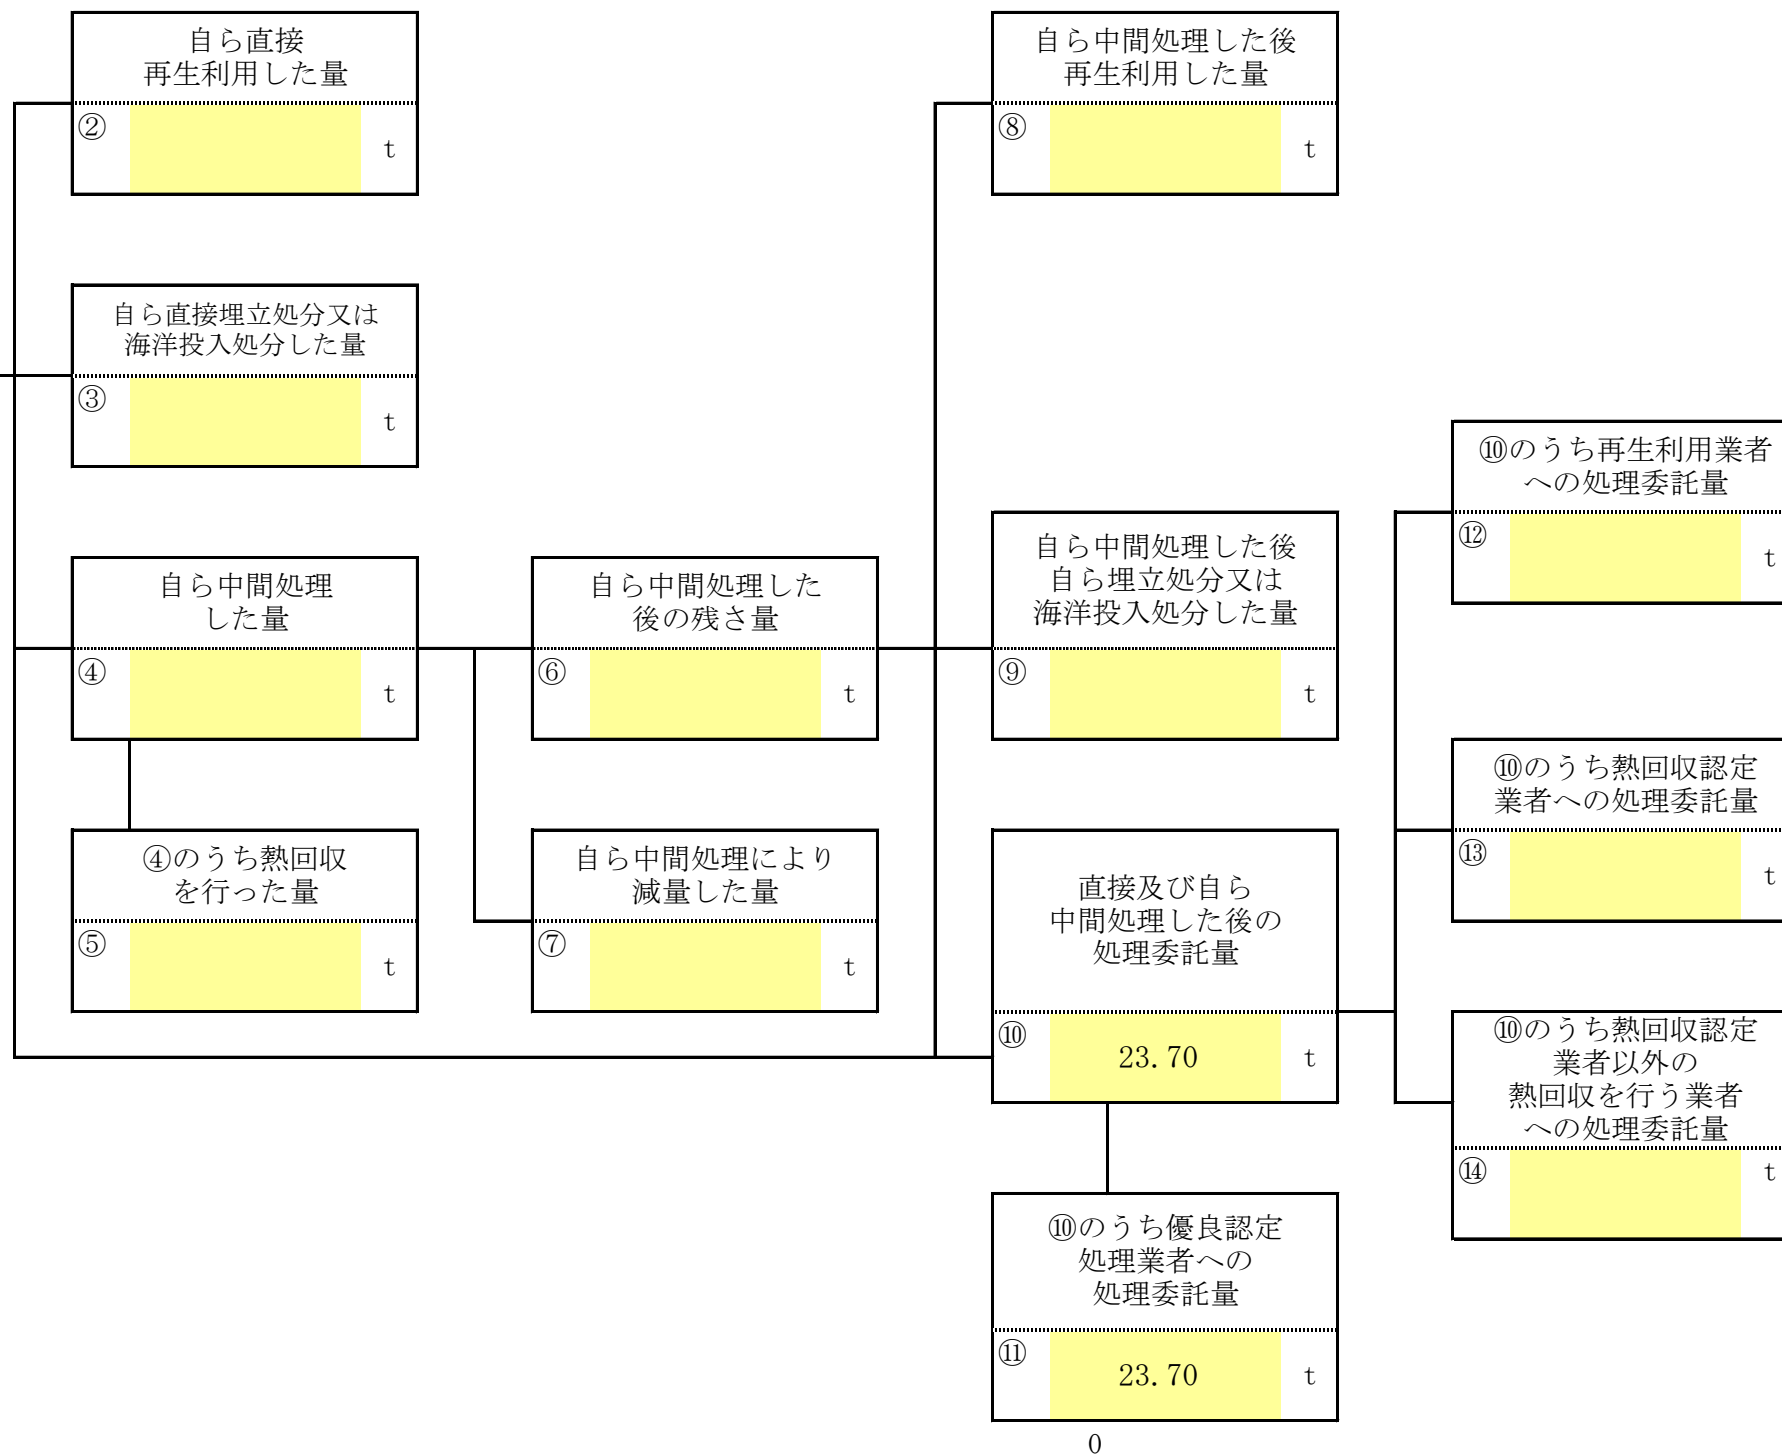 自ら直接
再生利用した量
②
t
自ら直接埋立処分又は
海洋投入処分した量
③
t
自ら中間処理
した量
④
t
④のうち熱回収
を行った量
⑤
t
自ら中間処理した
後の残さ量
⑥
t
自ら中間処理により
減量した量
⑦
t
自ら中間処理した後
再生利用した量
⑧
t
自ら中間処理した後
自ら埋立処分又は
海洋投入処分した量
⑨
t
直接及び自ら
中間処理した後の
処理委託量
⑩ 23.70 t
⑩のうち優良認定
処理業者への
処理委託量
⑪ 23.70 t
0
⑩のうち再生利用業者
への処理委託量
⑫
t
⑩のうち熱回収認定
業者への処理委託量
⑬
t
⑩のうち熱回収認定
業者以外の
熱回収を行う業者
への処理委託量
⑭
t